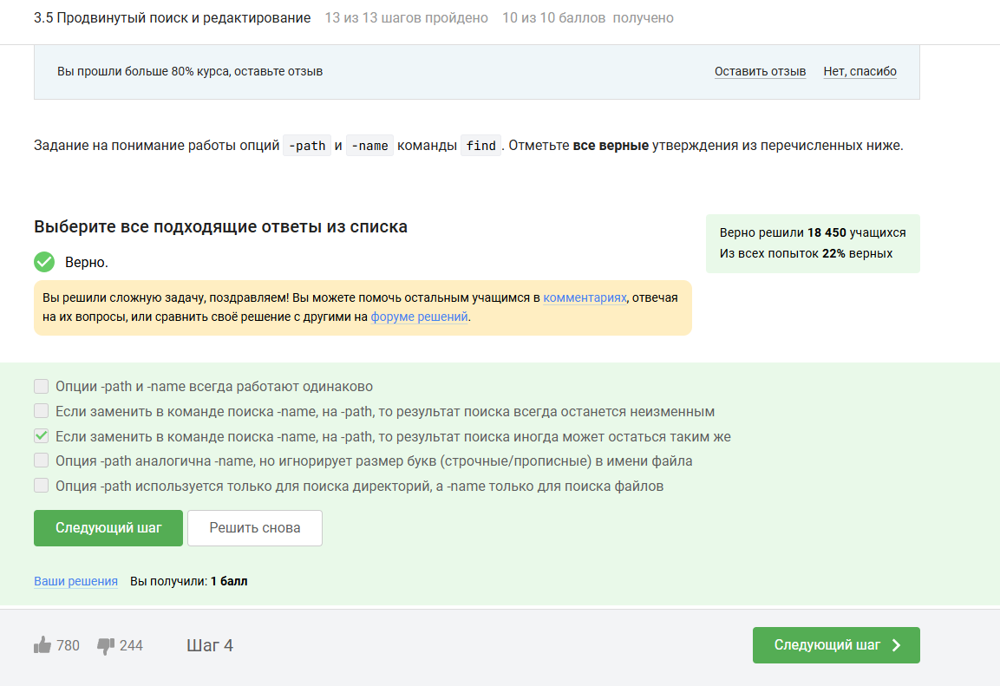 3.5 Продвинутый поиск и редактирование 13 из 13 шагов пройдено 10 из 10 баллов получено
Вы прошли больше 80% курса, оставьте отзыв Оставить отзыв Нет, спасибо
Задание на понимание работы опций -path и -name команды find. Отметьте все верные утверждения из перечисленных ниже.
Выберите все подходящие ответы из списка
Верно решили 18 450 учащихся
Из всех попыток 22% верных
Верно.
Вы решили сложную задачу, поздравляем! Вы можете помочь остальным учащимся в комментариях, отвечая
на их вопросы, или сравнить своё решение с другими на форуме решений.
Опции -path и -name всегда работают одинаково
Если заменить в команде поиска -name, на -path, то результат поиска всегда останется неизменным
Если заменить в команде поиска -name, на -path, то результат поиска иногда может остаться таким же
Опция -path аналогична -name, но игнорирует размер букв (строчные/прописные) в имени файла
Опция -path используется только для поиска директорий, а -name только для поиска файлов
Следующий шаг Решить снова
Ваши решения Вы получили: 1 балл
780 244 Шаг 4 Следующий шаг